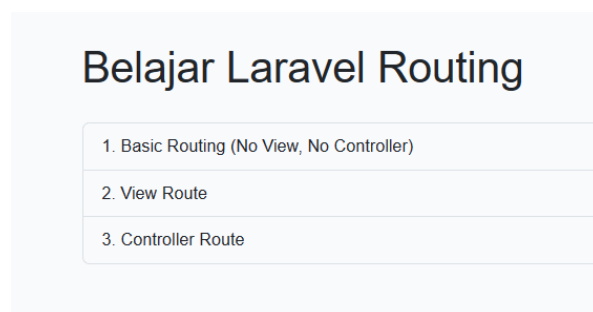 Belajar Laravel Routing
1. Basic Routing (No View, No Controller)
2. View Route
3. Controller Route